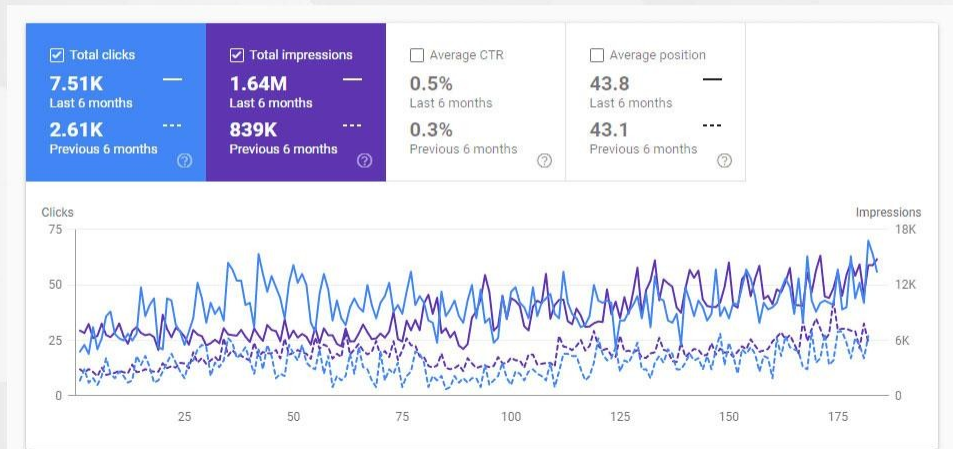 Total clicks
7.51K
Last 6 months
2.61K
Previous 6 months
Total impressions
1.64M
Last 6 months
839K
Previous 6 months
Average CTR
0.5%
Last 6 months
0.3%
Previous 6 months
Average position
43.8
Last 6 months
43.1
Previous 6 months
Clicks
Impressions
75
18K
50
12K
25
6K
0
0
25
50
75
100
125
150
175